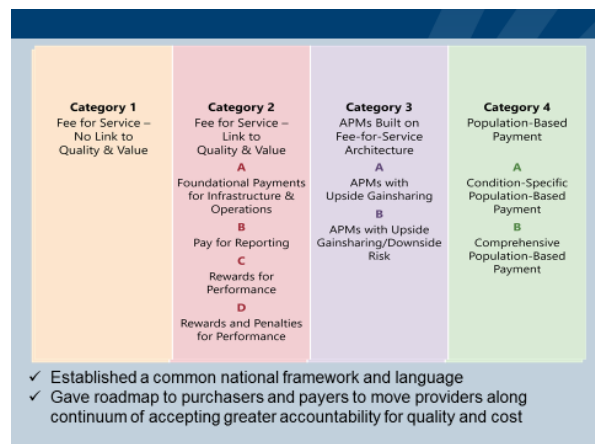 Category 1
Fee for Service –
No Link to
Quality & Value
Category 2
Fee for Service –
Link to
Quality & Value
A
Foundational Payments
for Infrastructure &
Operations
B
Pay for Reporting
C
Rewards for
Performance
D
Rewards and Penalties
for Performance
Category 3
APMs Built on
Fee-for-Service
Architecture
A
APMs with
Upside Gainsharing
B
APMs with Upside
Gainsharing/Downside
Risk
Category 4
Population-Based
Payment
A
Condition-Specific
Population-Based
Payment
B
Comprehensive
Population-Based
Payment
✓ Established a common national framework and language
✓ Gave roadmap to purchasers and payers to move providers along
continuum of accepting greater accountability for quality and cost